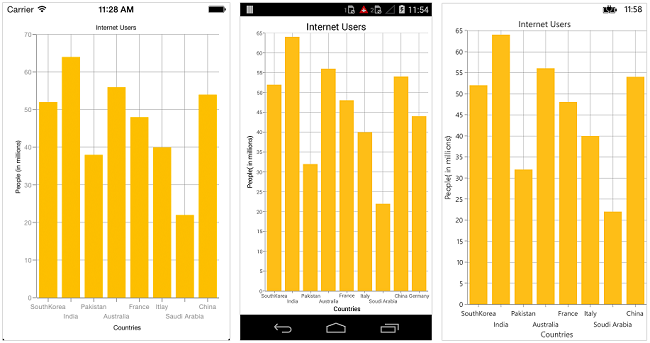 Carrier 11:28 AM
Internet Users
70
60
50
40
30
20
10
0
People (in millions)
SouthKorea Pakistan France Ittlay China
India Australia Saudi Arabia
Countries
11:54
Internet Users
65
60
55
50
45
40
35
30
25
20
15
10
5
0
People( in millions)
SouthKorea Pakistan France Italy China Germany
India Australia Saudi Arabia
Countries
11:58
Internet Users
65
60
55
50
45
40
35
30
25
20
15
10
5
0
People( in millions)
SouthKorea Pakistan France Italy China
India Australia Saudi Arabia
Countries